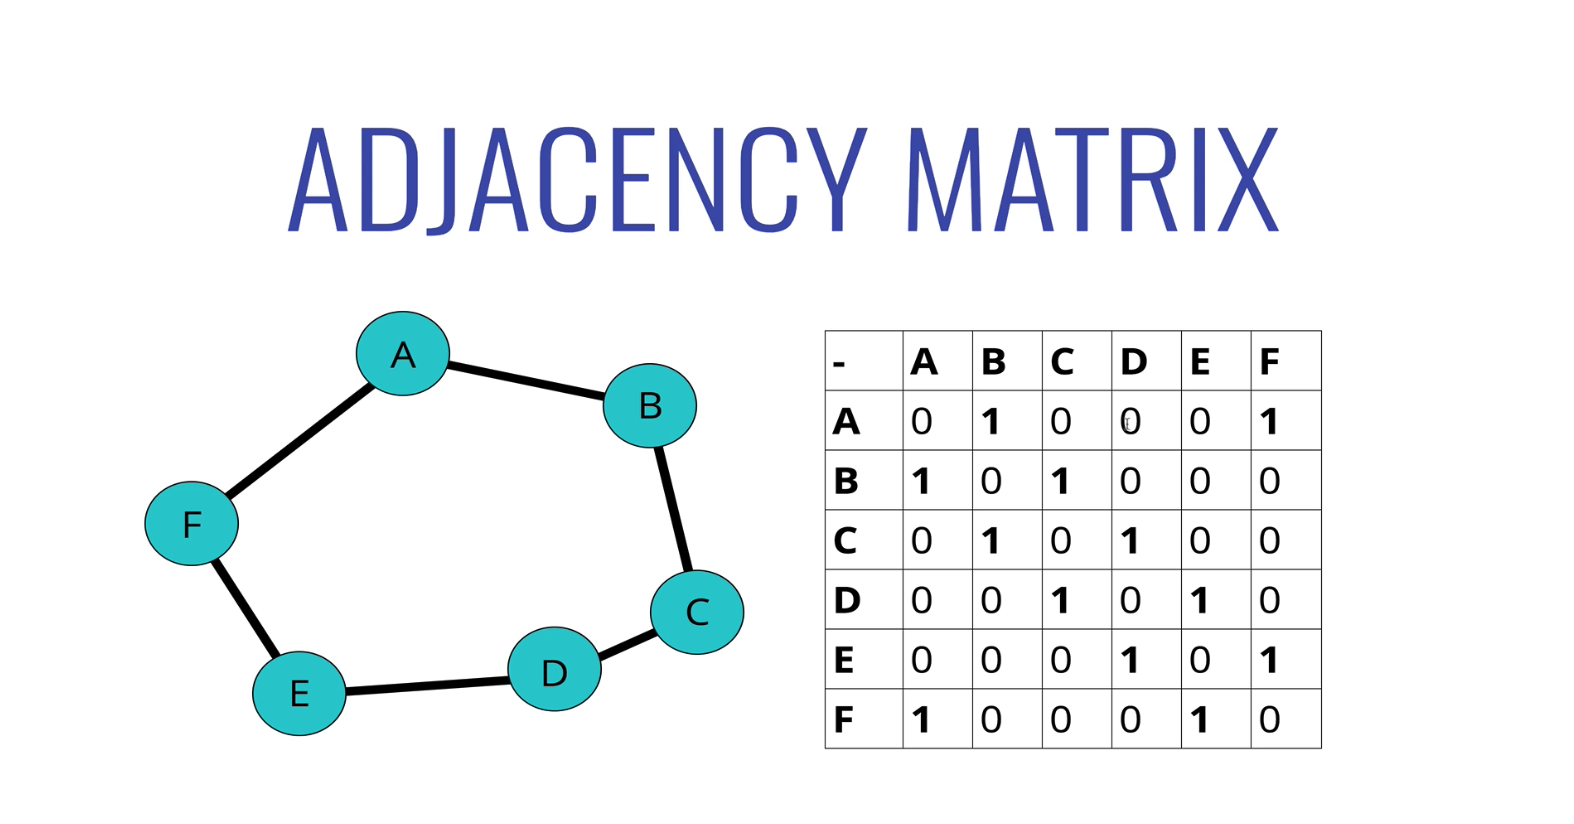 ADJACENCY MATRIX
A
B
F
C
D
E
- A B C D E F
A 0 1 0 0 0 1
B 1 0 1 0 0 0
C 0 1 0 1 0 0
D 0 0 1 0 1 0
E 0 0 0 1 0 1
F 1 0 0 0 1 0